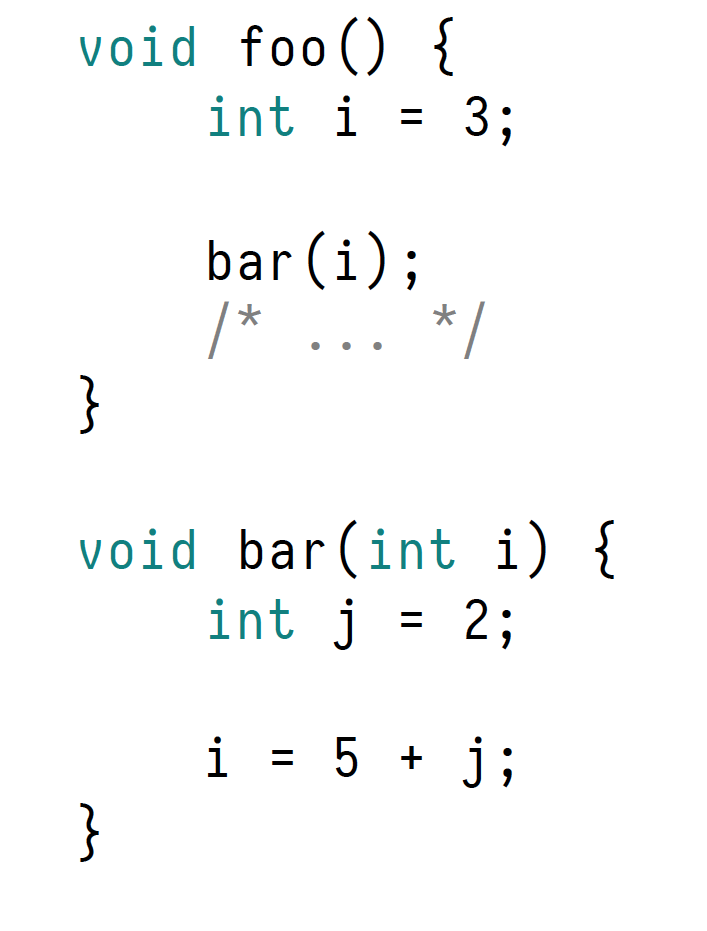 void foo() {
int i = 3;
bar(i);
/* ... */
}
void bar(int i) {
int j = 2;
i = 5 + j;
}